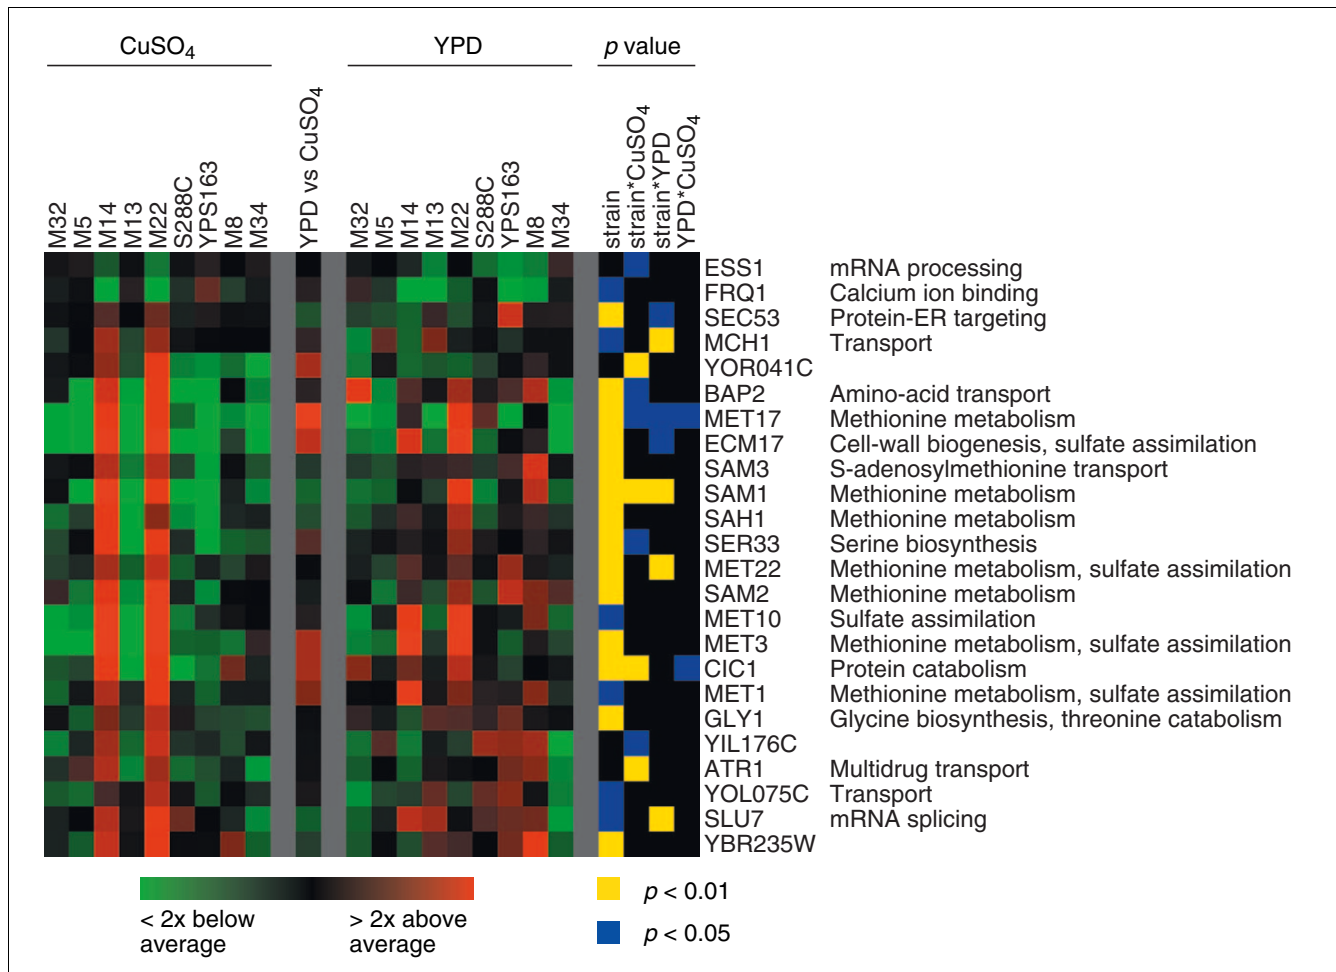 CuSO4 YPD p value
M32 M5 M14 M13 M22 S288C YPS163 M8 M34 YPD vs CuSO4 M32 M5 M14 M13 M22 S288C YPS163 M8 M34 strain strain*CuSO4 strain*YPD YPD*CuSO4
ESS1 mRNA processing
FRQ1 Calcium ion binding
SEC53 Protein-ER targeting
MCH1 Transport
YOR041C
BAP2 Amino-acid transport
MET17 Methionine metabolism
ECM17 Cell-wall biogenesis, sulfate assimilation
SAM3 S-adenosylmethionine transport
SAM1 Methionine metabolism
SAH1 Methionine metabolism
SER33 Serine biosynthesis
MET22 Methionine metabolism, sulfate assimilation
SAM2 Methionine metabolism
MET10 Sulfate assimilation
MET3 Methionine metabolism, sulfate assimilation
CIC1 Protein catabolism
MET1 Methionine metabolism, sulfate assimilation
GLY1 Glycine biosynthesis, threonine catabolism
YIL176C
ATR1 Multidrug transport
YOL075C Transport
SLU7 mRNA splicing
YBR235W
< 2x below average
> 2x above average
p < 0.01
p < 0.05